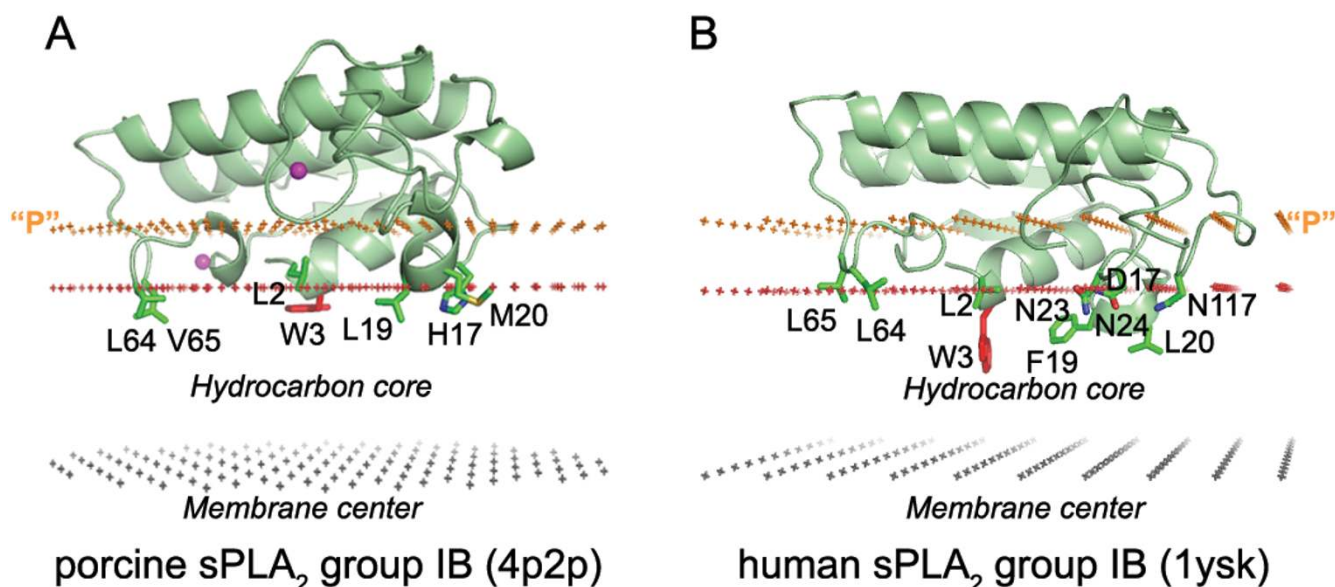 A
B
“P”
“P”
L64 V65
L2
W3
L19
H17
M20
Hydrocarbon core
Membrane center
L65
L64
L2
W3
N23
F19
D17
N24
N117
L20
Hydrocarbon core
Membrane center
porcine sPLA₂ group IB (4p2p)
human sPLA₂ group IB (1ysk)